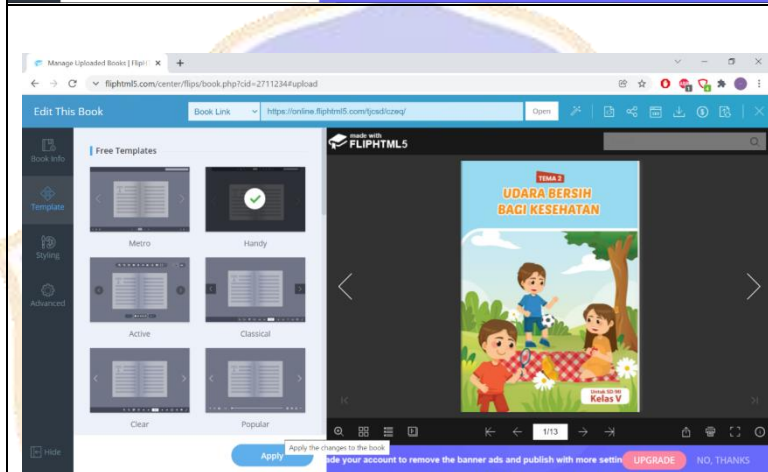 Manage Uploaded Books | FlipH
fliphtml5.com/center/flips/book.php?cid=2711234#upload
Edit This Book
Book Link
https://online.fliphtml5.com/tjcsd/czwq/
Open
Book Info
Template
Styling
Advanced
Hide
Free Templates
Metro
Handy
Active
Classical
Clear
Popular
Apply
Apply the changes to the book
made with
FLIPHTML5
TEMA 2
UDARA BERSIH
BAGI KESEHATAN
Untuk SD/MI
Kelas V
1/13
ade your account to remove the banner ads and publish with more settin
UPGRADE
NO, THANKS